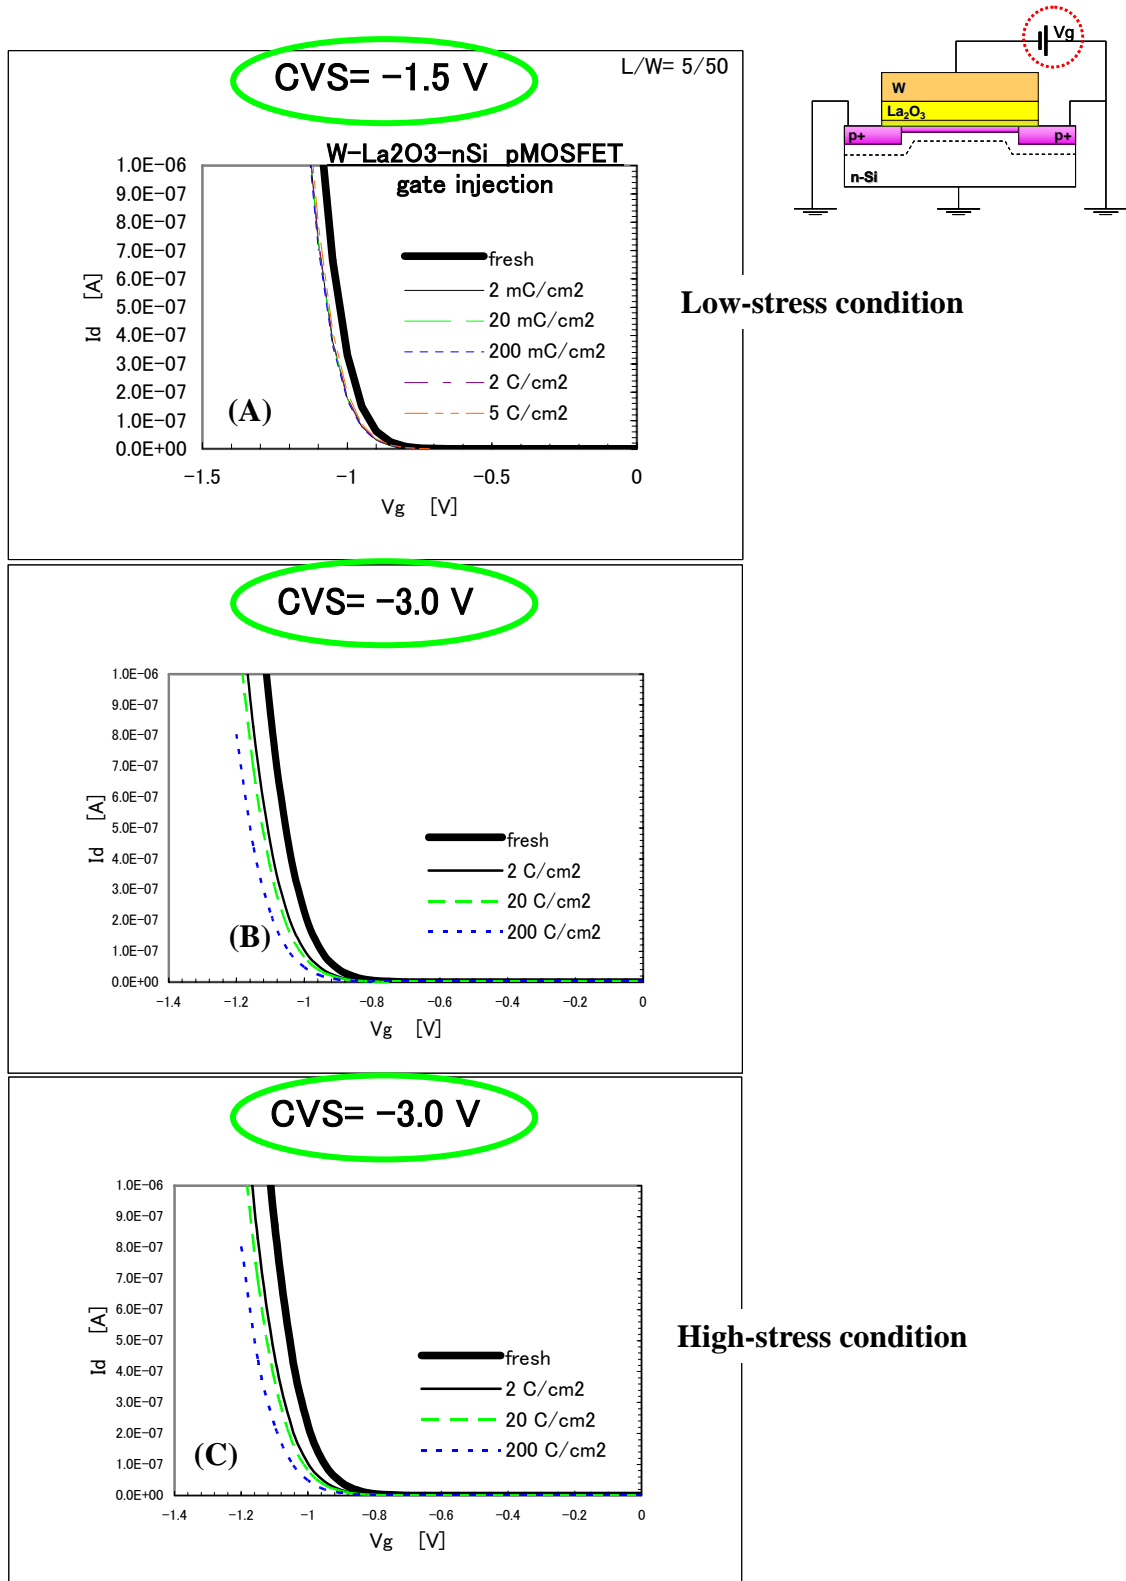 CVS= −1.5 V
L/W= 5/50
W-La2O3-nSi pMOSFET
gate injection
1.0E-06
9.0E-07
8.0E-07
7.0E-07
6.0E-07
5.0E-07
4.0E-07
3.0E-07
2.0E-07
1.0E-07
0.0E+00
Id [A]
fresh
2 mC/cm2
20 mC/cm2
200 mC/cm2
2 C/cm2
5 C/cm2
(A)
-1.5 -1 -0.5 0
Vg [V]
Vg
W
La₂O₃
p+ p+
n-Si
Low-stress condition
CVS= −3.0 V
1.0E-06
9.0E-07
8.0E-07
7.0E-07
6.0E-07
5.0E-07
4.0E-07
3.0E-07
2.0E-07
1.0E-07
0.0E+00
Id [A]
fresh
2 C/cm2
20 C/cm2
200 C/cm2
(B)
-1.4 -1.2 -1 -0.8 -0.6 -0.4 -0.2 0
Vg [V]
CVS= −3.0 V
1.0E-06
9.0E-07
8.0E-07
7.0E-07
6.0E-07
5.0E-07
4.0E-07
3.0E-07
2.0E-07
1.0E-07
0.0E+00
Id [A]
fresh
2 C/cm2
20 C/cm2
200 C/cm2
(C)
-1.4 -1.2 -1 -0.8 -0.6 -0.4 -0.2 0
Vg [V]
High-stress condition